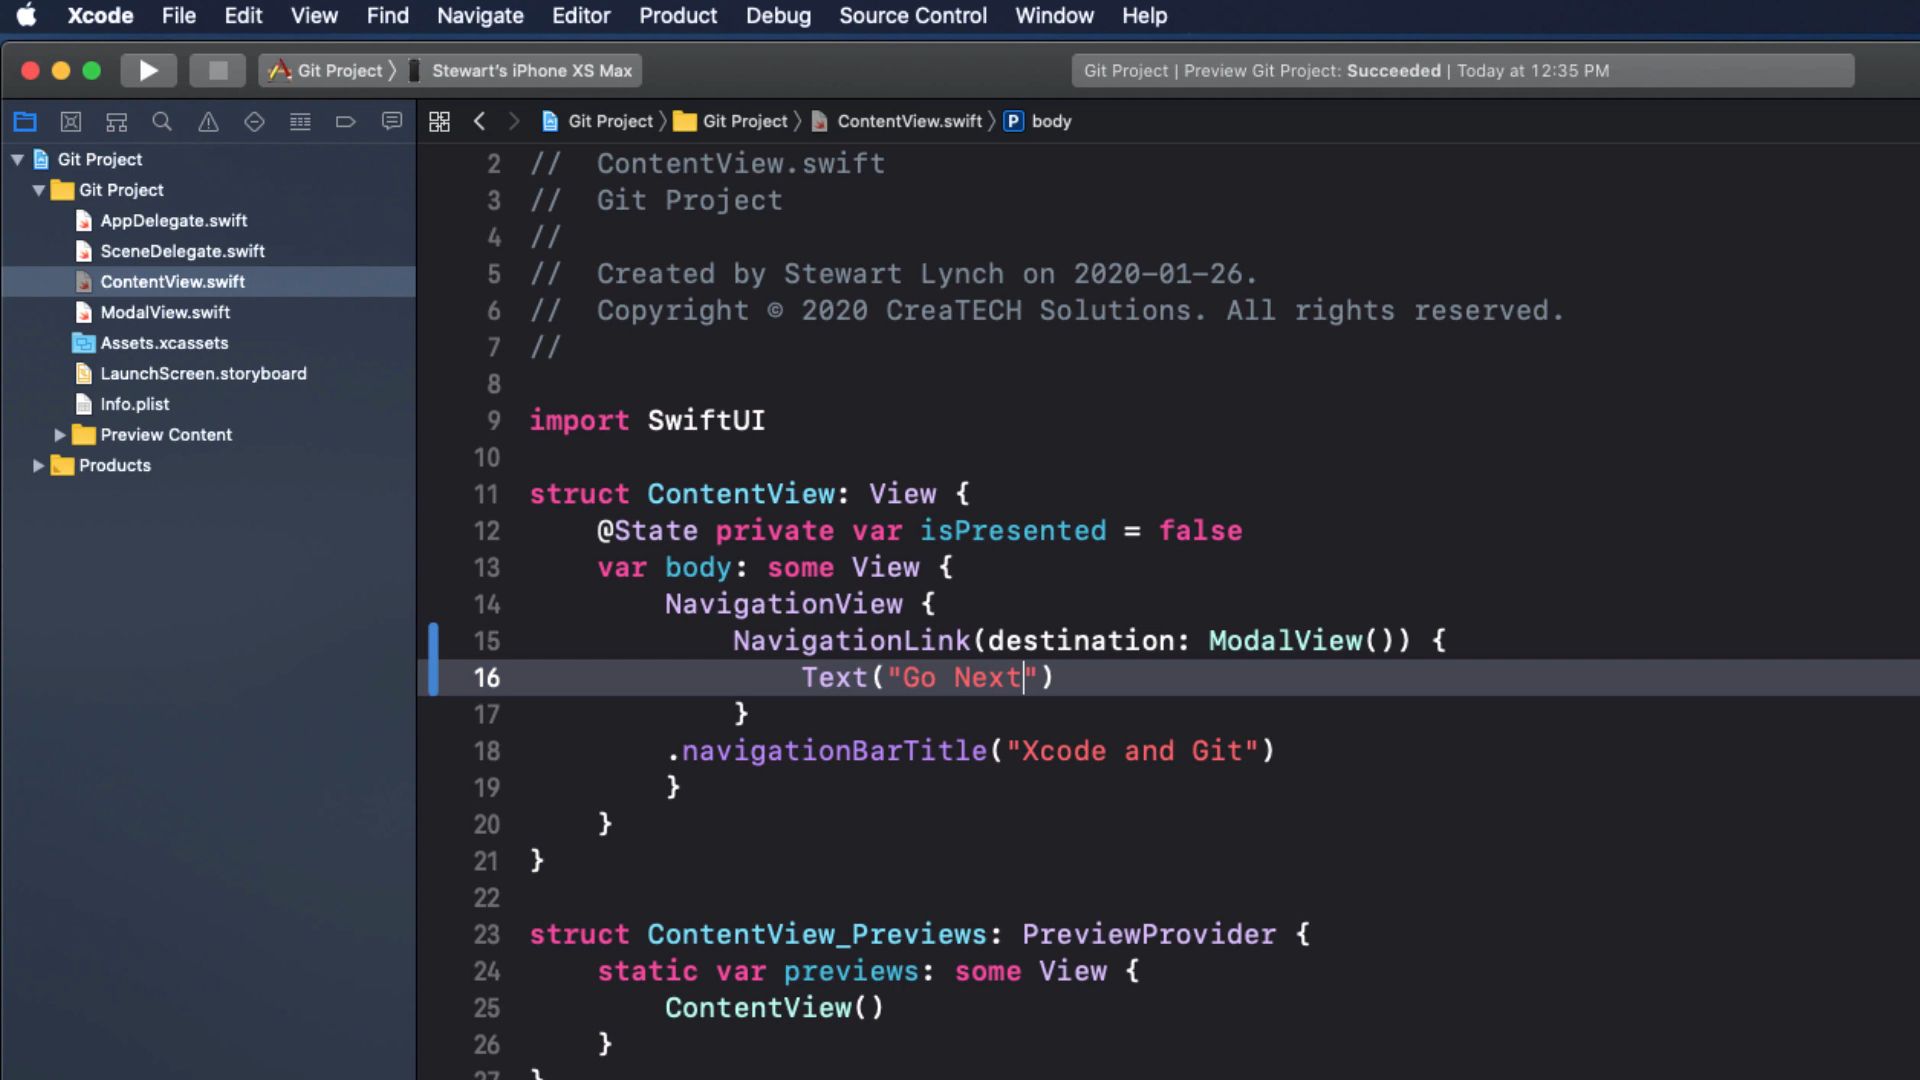 Xcode File Edit View Find Navigate Editor Product Debug Source Control Window Help
Git Project 〉 Stewart's iPhone XS Max
Git Project | Preview Git Project: Succeeded | Today at 12:35 PM
Git Project 〉 Git Project 〉 ContentView.swift 〉 P body
Git Project
Git Project
AppDelegate.swift
SceneDelegate.swift
ContentView.swift
ModalView.swift
Assets.xcassets
LaunchScreen.storyboard
Info.plist
Preview Content
Products
2 //  ContentView.swift
3 //  Git Project
4 //
5 //  Created by Stewart Lynch on 2020-01-26.
6 //  Copyright © 2020 CreaTECH Solutions. All rights reserved.
7 //
8
9 import SwiftUI
10
11 struct ContentView: View {
12     @State private var isPresented = false
13     var body: some View {
14         NavigationView {
15             NavigationLink(destination: ModalView()) {
16                 Text("Go Next")
17             }
18         .navigationBarTitle("Xcode and Git")
19         }
20     }
21 }
22
23 struct ContentView_Previews: PreviewProvider {
24     static var previews: some View {
25         ContentView()
26     }
27 }